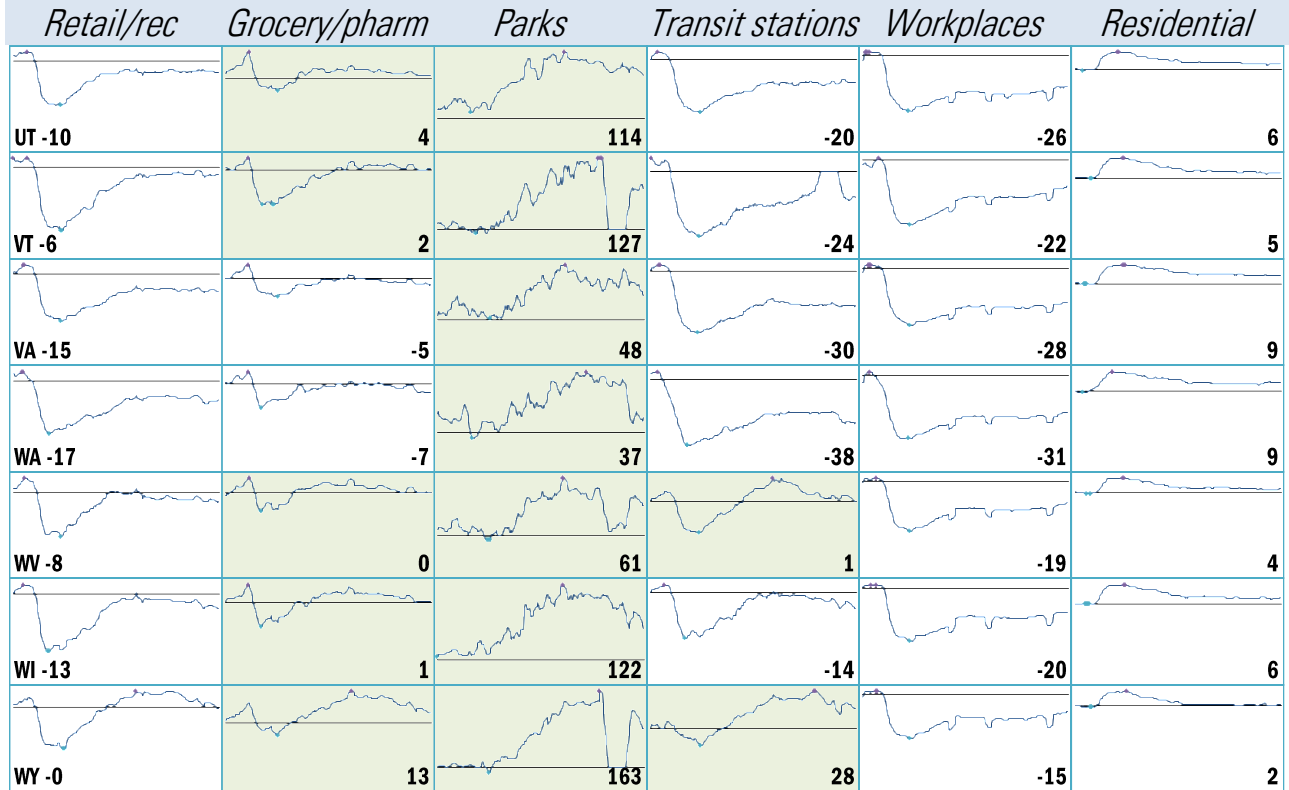 Retail/rec Grocery/pharm Parks Transit stations Workplaces Residential
UT -10 4 114 -20 -26 6
VT -6 2 127 -24 -22 5
VA -15 -5 48 -30 -28 9
WA -17 -7 37 -38 -31 9
WV -8 0 61 1 -19 4
WI -13 1 122 -14 -20 6
WY -0 13 163 28 -15 2